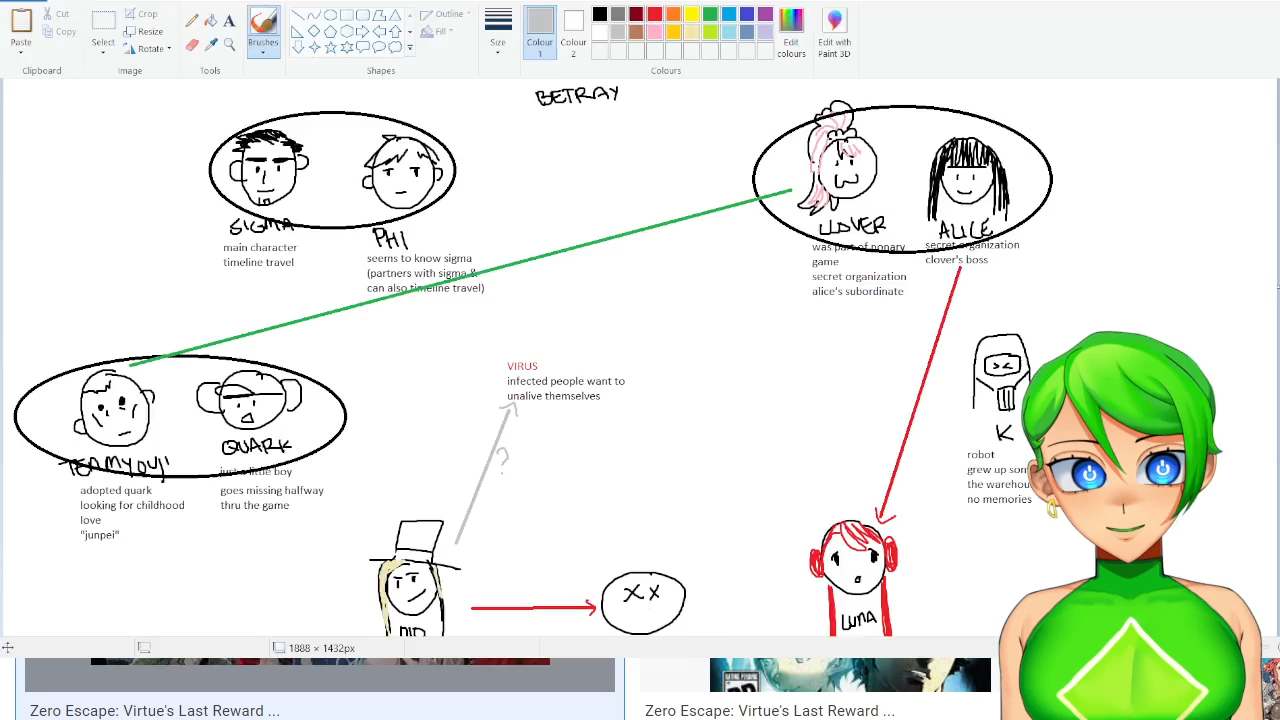 Cut
Crop
Outline
Paste
Select
Resize
Fill
Rotate
Brushes
Size
Colour
1
Colour
2
Edit
colours
Edit with
Paint 3D
Clipboard
Image
Tools
Shapes
Colours
BETRAY
SIGMA
main character
timeline travel
PHI
seems to know sigma
(partners with sigma &
can also timeline travel)
CLOVER
was part of nonary
game
secret organization
alice's subordinate
ALICE
secret organization
clover's boss
VIRUS
infected people want to
unalive themselves
?
TENMYOUJI
adopted quark
looking for childhood
love
"junpei"
QUARK
just a little boy
goes missing halfway
thru the game
K
robot
grew up som
the warehou
no memories
DIO
X X
LUNA
1888 × 1432px
Zero Escape: Virtue's Last Reward ...
Zero Escape: Virtue's Last Reward ...